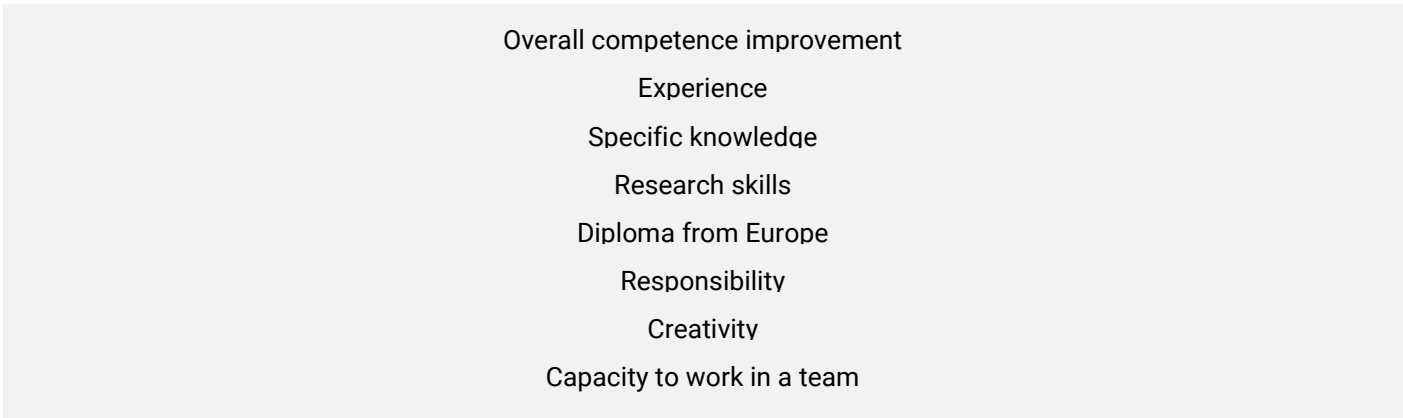 Overall competence improvement
Experience
Specific knowledge
Research skills
Diploma from Europe
Responsibility
Creativity
Capacity to work in a team